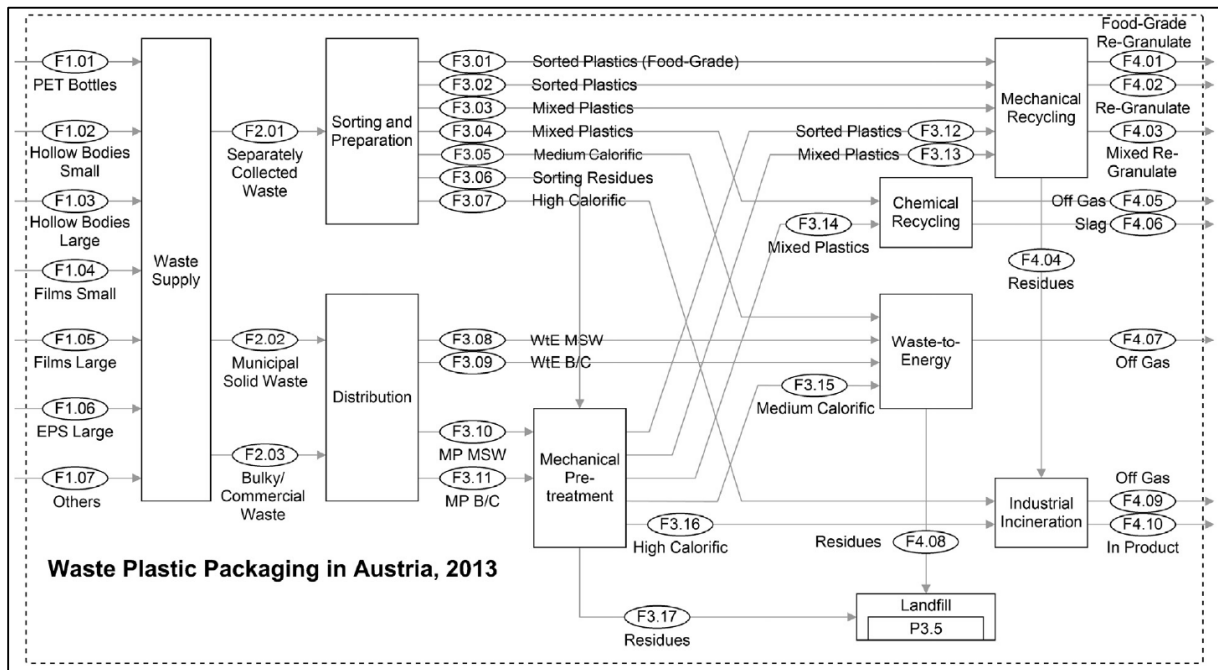 F1.01
PET Bottles
F1.02
Hollow Bodies
Small
F1.03
Hollow Bodies
Large
F1.04
Films Small
F1.05
Films Large
F1.06
EPS Large
F1.07
Others
Waste
Supply
F2.01
Separately
Collected
Waste
F2.02
Municipal
Solid Waste
F2.03
Bulky/
Commercial
Waste
Sorting and
Preparation
Distribution
F3.01 Sorted Plastics (Food-Grade)
F3.02 Sorted Plastics
F3.03 Mixed Plastics
F3.04 Mixed Plastics
F3.05 Medium Calorific
F3.06 Sorting Residues
F3.07 High Calorific
F3.08 WtE MSW
F3.09 WtE B/C
F3.10
MP MSW
F3.11
MP B/C
Mechanical
Pre-
treatment
Sorted Plastics F3.12
Mixed Plastics F3.13
F3.14
Mixed Plastics
F3.15
Medium Calorific
F3.16
High Calorific
F3.17
Residues
Mechanical
Recycling
Chemical
Recycling
Waste-to-
Energy
Industrial
Incineration
Landfill
P3.5
Food-Grade
Re-Granulate
F4.01
F4.02
Re-Granulate
F4.03
Mixed Re-
Granulate
F4.04
Residues
Off Gas F4.05
Slag F4.06
F4.07
Off Gas
Residues F4.08
Off Gas
F4.09
F4.10
In Product
Waste Plastic Packaging in Austria, 2013